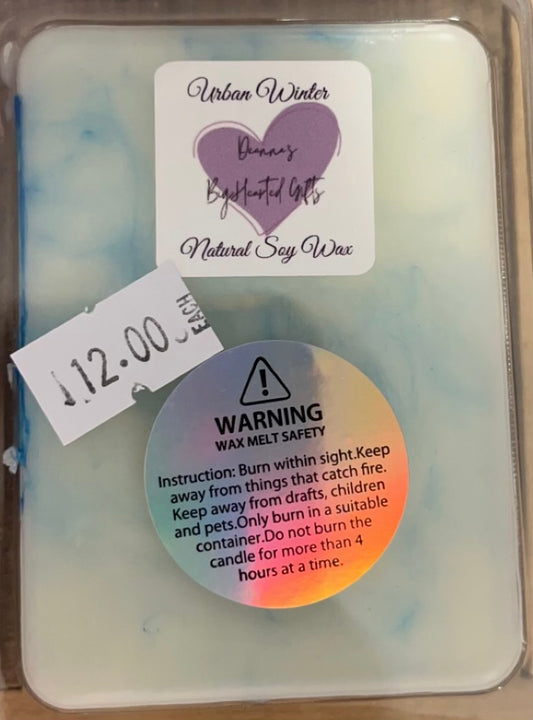 Urban Winter
Deannas
BigHearted Gifts
Natural Soy Wax
12.00
EACH
WARNING
WAX MELT SAFETY
Instruction: Burn within sight.Keep
away from things that catch fire.
Keep away from drafts, children
and pets.Only burn in a suitable
container.Do not burn the
candle for more than 4
hours at a time.